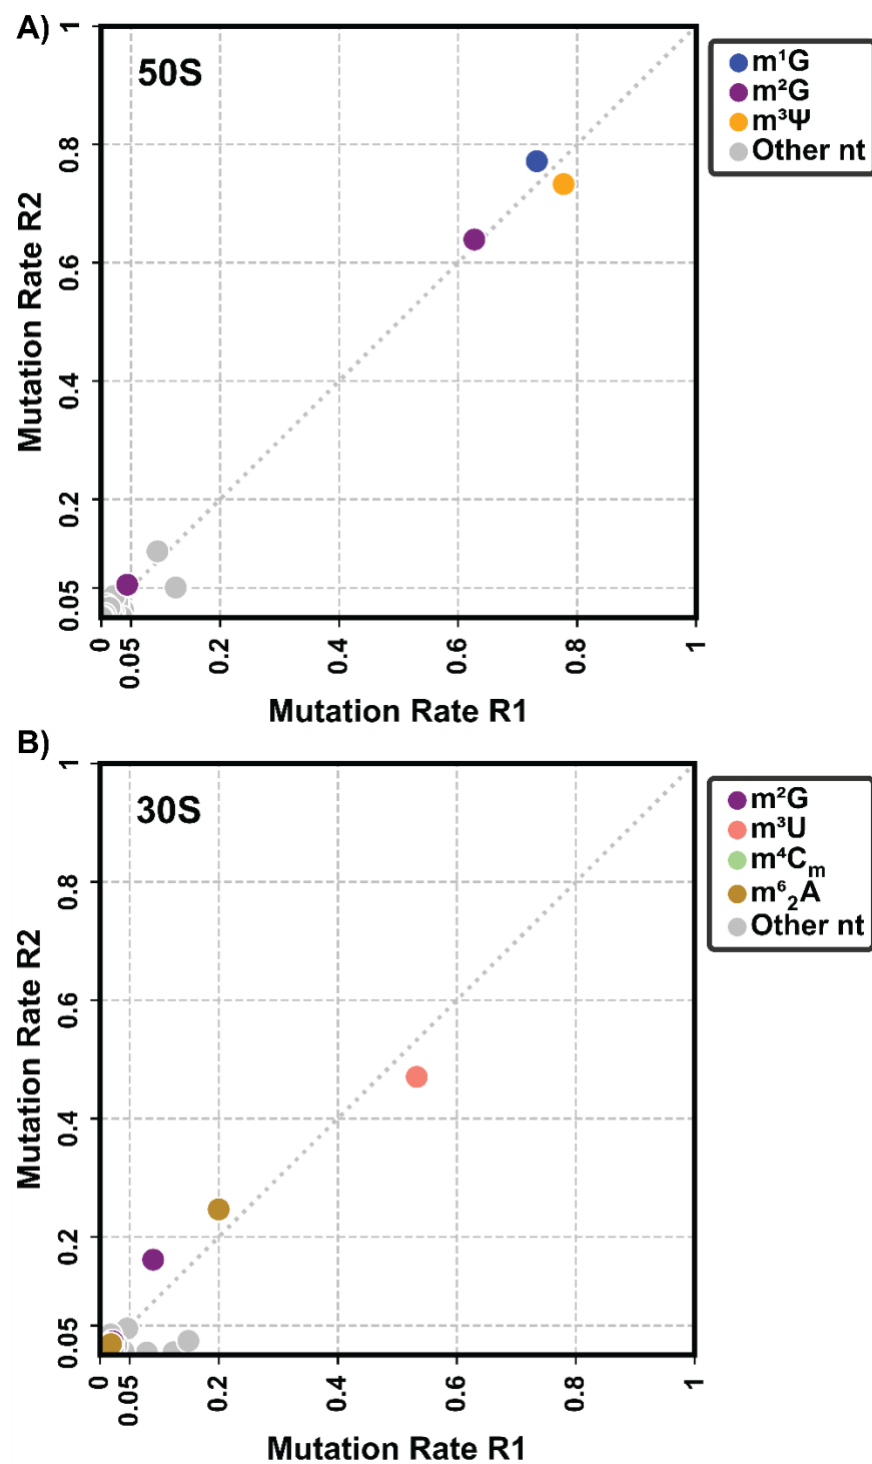 A)
50S
1
0.8
0.6
0.4
0.2
0.05
0
Mutation Rate R2
0
0.05
0.2
0.4
0.6
0.8
1
Mutation Rate R1
m¹G
m²G
m³Ψ
Other nt
B)
30S
1
0.8
0.6
0.4
0.2
0.05
0
Mutation Rate R2
0
0.05
0.2
0.4
0.6
0.8
1
Mutation Rate R1
m²G
m³U
m⁴Cₘ
m⁶₂A
Other nt